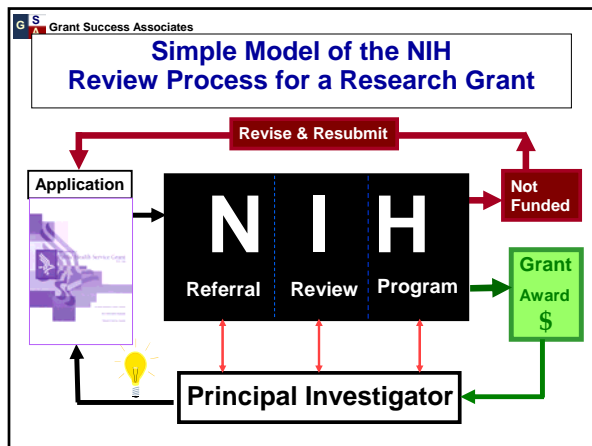 G S A Grant Success Associates
Simple Model of the NIH
Review Process for a Research Grant
Revise & Resubmit
Application
Not
Funded
N I H
Referral Review Program
Grant
Award
$
Principal Investigator